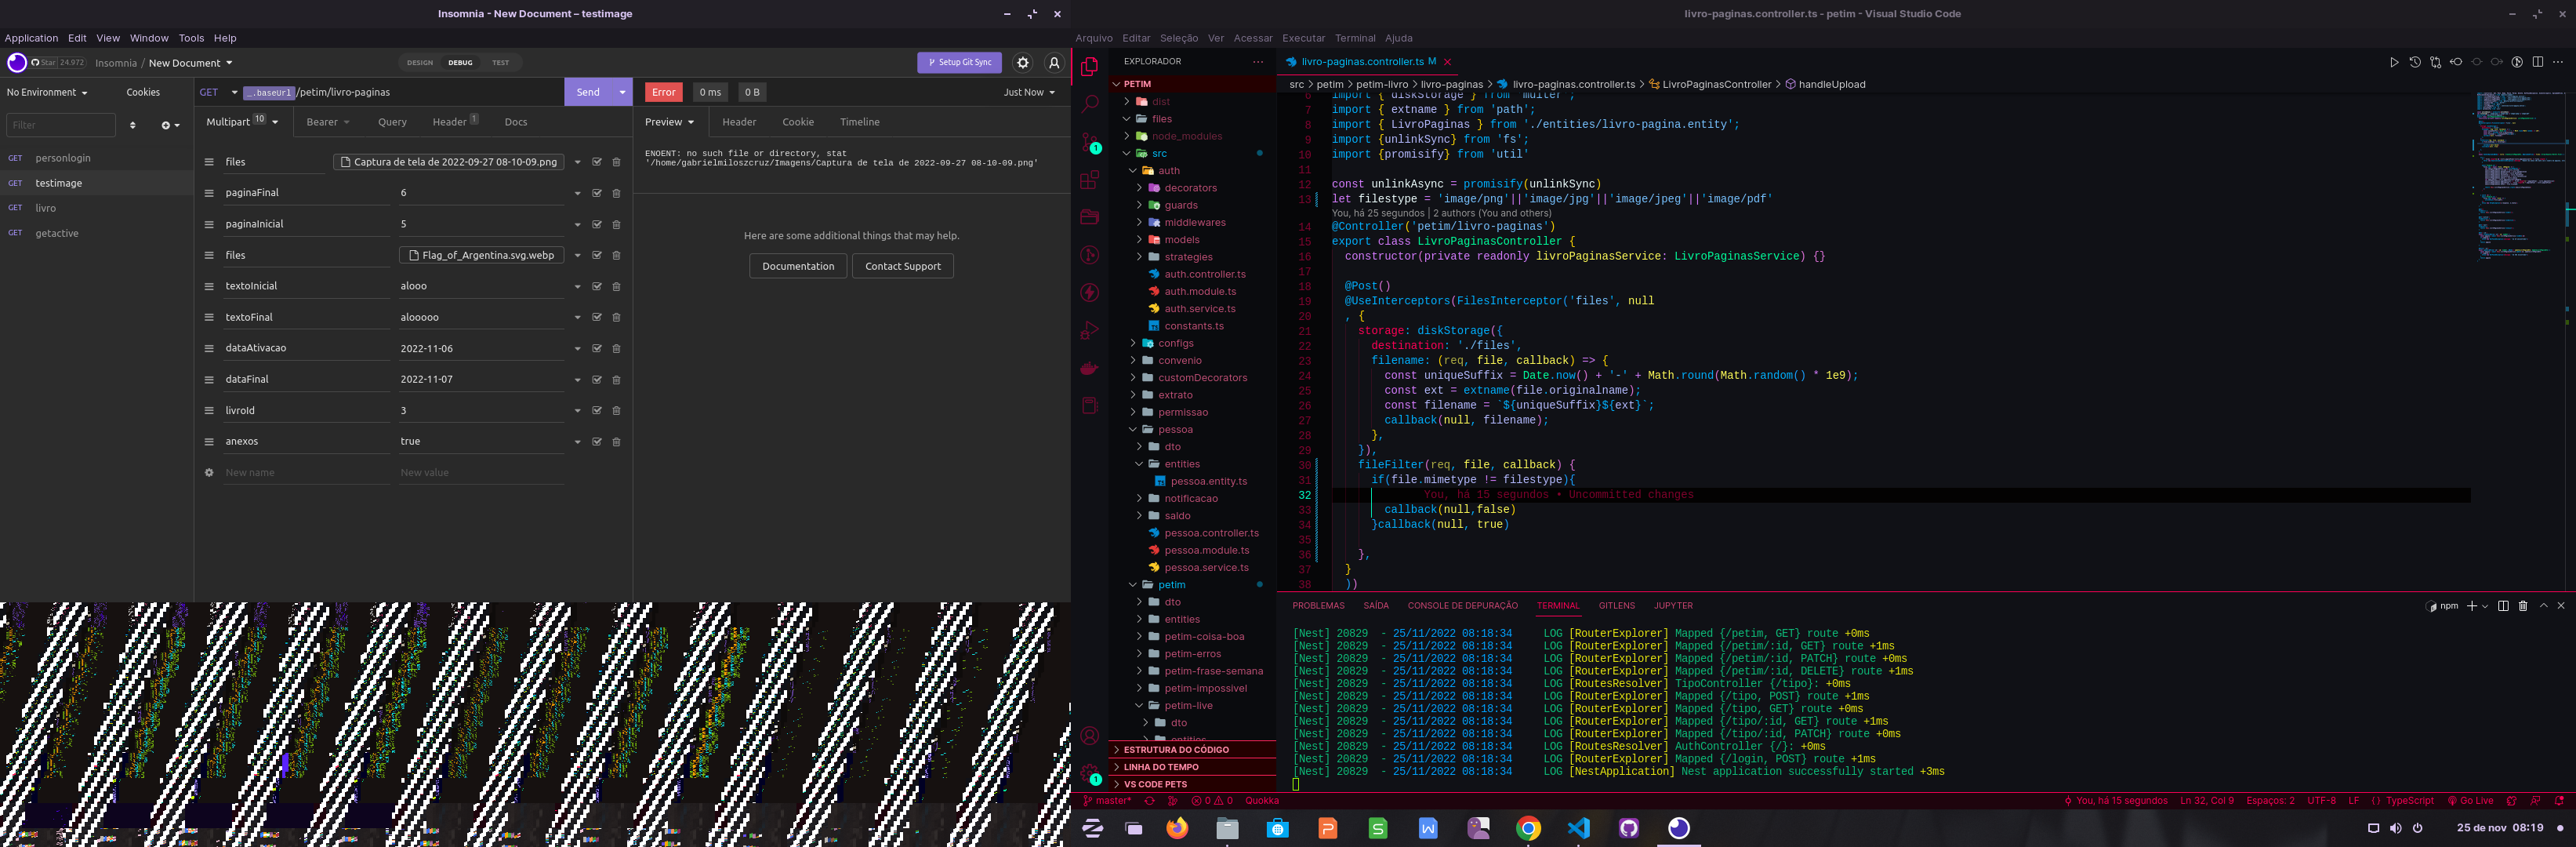 Insomnia - New Document – testimage
Application Edit View Window Tools Help
Star 24.972 Insomnia / New Document DESIGN DEBUG TEST Setup Git Sync
No Environment Cookies
Filter
GET personlogin
GET testimage
GET livro
GET getactive
GET _.baseUrl /petim/livro-paginas Send
Multipart 10 Bearer Query Header 1 Docs
files Captura de tela de 2022-09-27 08-10-09.png
paginaFinal 6
paginaInicial 5
files Flag_of_Argentina.svg.webp
textoInicial alooo
textoFinal alooooo
dataAtivacao 2022-11-06
dataFinal 2022-11-07
livroId 3
anexos true
New name New value
Error 0 ms 0 B Just Now
Preview Header Cookie Timeline
ENOENT: no such file or directory, stat
'/home/gabrielmiloszcruz/Imagens/Captura de tela de 2022-09-27 08-10-09.png'
Here are some additional things that may help.
Documentation Contact Support
livro-paginas.controller.ts - petim - Visual Studio Code
Arquivo Editar Seleção Ver Acessar Executar Terminal Ajuda
EXPLORADOR
PETIM
dist
files
node_modules
src
auth
decorators
guards
middlewares
models
strategies
auth.controller.ts
auth.module.ts
auth.service.ts
constants.ts
configs
convenio
customDecorators
extrato
permissao
pessoa
dto
entities
pessoa.entity.ts
notificacao
saldo
pessoa.controller.ts
pessoa.module.ts
pessoa.service.ts
petim
dto
entities
petim-coisa-boa
petim-erros
petim-frase-semana
petim-impossivel
petim-live
dto
entities
ESTRUTURA DO CÓDIGO
LINHA DO TEMPO
VS CODE PETS
livro-paginas.controller.ts M
src > petim > petim-livro > livro-paginas > livro-paginas.controller.ts > LivroPaginasController > handleUpload
6 import { diskStorage } from 'multer';
7 import { extname } from 'path';
8 import { LivroPaginas } from './entities/livro-pagina.entity';
9 import {unlinkSync} from 'fs';
10 import {promisify} from 'util'
11
12 const unlinkAsync = promisify(unlinkSync)
13 let filestype = 'image/png'||'image/jpg'||'image/jpeg'||'image/pdf'
You, há 25 segundos | 2 authors (You and others)
14 @Controller('petim/livro-paginas')
15 export class LivroPaginasController {
16 constructor(private readonly livroPaginasService: LivroPaginasService) {}
17
18 @Post()
19 @UseInterceptors(FilesInterceptor('files', null
20 , {
21 storage: diskStorage({
22 destination: './files',
23 filename: (req, file, callback) => {
24 const uniqueSuffix = Date.now() + '-' + Math.round(Math.random() * 1e9);
25 const ext = extname(file.originalname);
26 const filename = `${uniqueSuffix}${ext}`;
27 callback(null, filename);
28 },
29 }),
30 fileFilter(req, file, callback) {
31 if(file.mimetype != filestype){
32 You, há 15 segundos • Uncommitted changes
33 callback(null,false)
34 }callback(null, true)
35
36 },
37 }
38 ))
PROBLEMAS SAÍDA CONSOLE DE DEPURAÇÃO TERMINAL GITLENS JUPYTER npm
[Nest] 20829 - 25/11/2022 08:18:34 LOG [RouterExplorer] Mapped {/petim, GET} route +0ms
[Nest] 20829 - 25/11/2022 08:18:34 LOG [RouterExplorer] Mapped {/petim/:id, GET} route +1ms
[Nest] 20829 - 25/11/2022 08:18:34 LOG [RouterExplorer] Mapped {/petim/:id, PATCH} route +0ms
[Nest] 20829 - 25/11/2022 08:18:34 LOG [RouterExplorer] Mapped {/petim/:id, DELETE} route +1ms
[Nest] 20829 - 25/11/2022 08:18:34 LOG [RoutesResolver] TipoController {/tipo}: +0ms
[Nest] 20829 - 25/11/2022 08:18:34 LOG [RouterExplorer] Mapped {/tipo, POST} route +1ms
[Nest] 20829 - 25/11/2022 08:18:34 LOG [RouterExplorer] Mapped {/tipo, GET} route +0ms
[Nest] 20829 - 25/11/2022 08:18:34 LOG [RouterExplorer] Mapped {/tipo/:id, GET} route +1ms
[Nest] 20829 - 25/11/2022 08:18:34 LOG [RouterExplorer] Mapped {/tipo/:id, PATCH} route +0ms
[Nest] 20829 - 25/11/2022 08:18:34 LOG [RoutesResolver] AuthController {/}: +0ms
[Nest] 20829 - 25/11/2022 08:18:34 LOG [RouterExplorer] Mapped {/login, POST} route +1ms
[Nest] 20829 - 25/11/2022 08:18:34 LOG [NestApplication] Nest application successfully started +3ms
master* 0 0 Quokka You, há 15 segundos Ln 32, Col 9 Espaços: 2 UTF-8 LF {} TypeScript Go Live
25 de nov 08:19